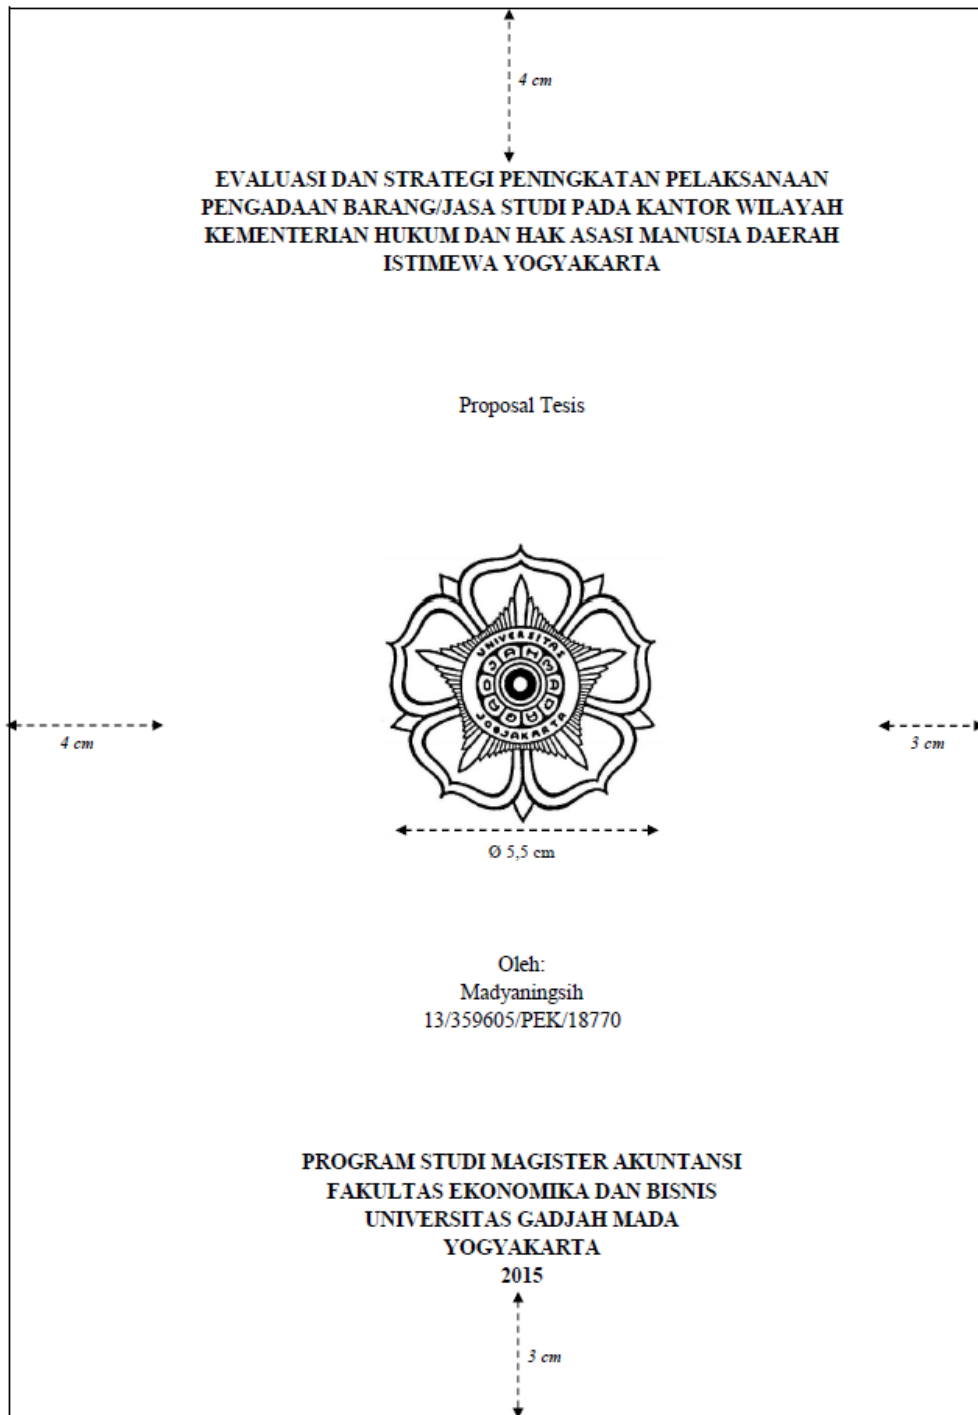 4 cm
EVALUASI DAN STRATEGI PENINGKATAN PELAKSANAAN
PENGADAAN BARANG/JASA STUDI PADA KANTOR WILAYAH
KEMENTERIAN HUKUM DAN HAK ASASI MANUSIA DAERAH
ISTIMEWA YOGYAKARTA
Proposal Tesis
UNIVERSITAS
GADJAHMADA
JOGJAKARTA
4 cm
3 cm
Ø 5,5 cm
Oleh:
Madyaningsih
13/359605/PEK/18770
PROGRAM STUDI MAGISTER AKUNTANSI
FAKULTAS EKONOMIKA DAN BISNIS
UNIVERSITAS GADJAH MADA
YOGYAKARTA
2015
3 cm